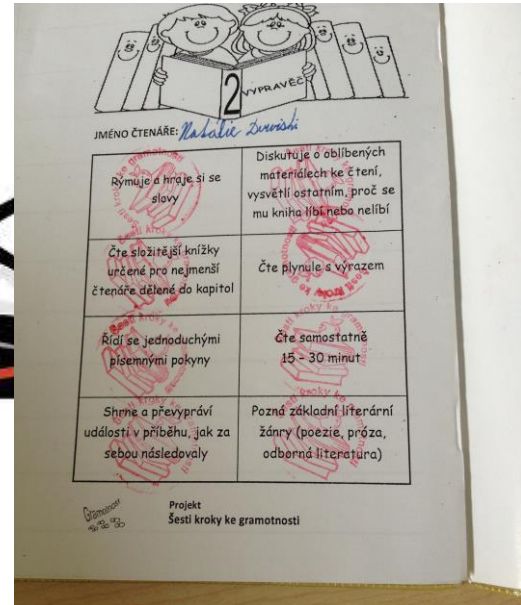 2
VYPRAVĚČ
JMÉNO ČTENÁŘE: Natálie Dervishi
Rýmuje a hraje si se
slovy
Diskutuje o oblíbených
materiálech ke čtení,
vysvětlí ostatním, proč se
mu kniha líbí nebo nelíbí
Čte složitější knížky
určené pro nejmenší
čtenáře dělené do kapitol
Čte plynule s výrazem
Řídí se jednoduchými
písemnými pokyny
Čte samostatně
15 - 30 minut
Shrne a převypráví
události v příběhu, jak za
sebou následovaly
Pozná základní literární
žánry (poezie, próza,
odborná literatura)
Gramotnost
Projekt
Šesti kroky ke gramotnosti